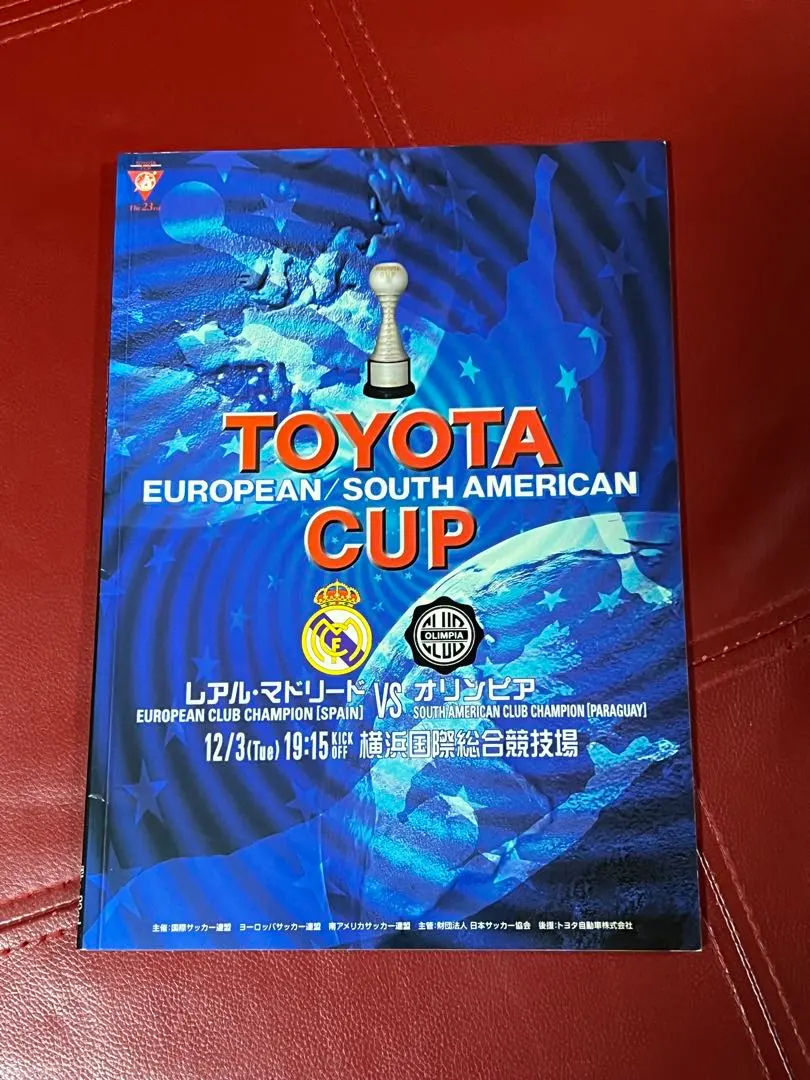 The 23rd
TOYOTA
EUROPEAN/SOUTH AMERICAN
CUP
CLUB
OLIMPIA
CLUB
レアル・マドリード VS オリンピア
EUROPEAN CLUB CHAMPION [SPAIN] SOUTH AMERICAN CLUB CHAMPION [PARAGUAY]
12/3(Tue) 19:15 KICK OFF 横浜国際総合競技場
主催:国際サッカー連盟 ヨーロッパサッカー連盟 南アメリカサッカー連盟 主管:財団法人 日本サッカー協会 後援:トヨタ自動車株式会社